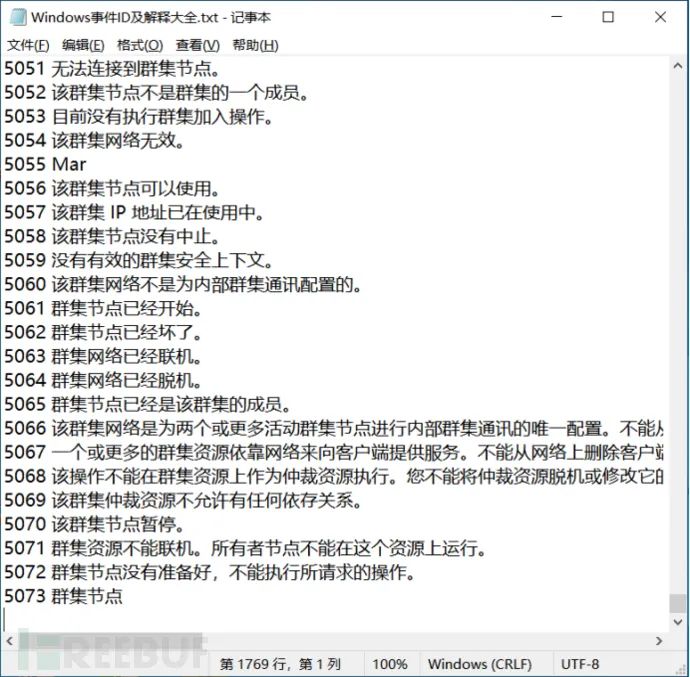 Windows事件ID及解释大全.txt - 记事本
文件(F) 编辑(E) 格式(O) 查看(V) 帮助(H)
5051 无法连接到群集节点。
5052 该群集节点不是群集的一个成员。
5053 目前没有执行群集加入操作。
5054 该群集网络无效。
5055 Mar
5056 该群集节点可以使用。
5057 该群集 IP 地址已在使用中。
5058 该群集节点没有中止。
5059 没有有效的群集安全上下文。
5060 该群集网络不是为内部群集通讯配置的。
5061 群集节点已经开始。
5062 群集节点已经坏了。
5063 群集网络已经联机。
5064 群集网络已经脱机。
5065 群集节点已经是该群集的成员。
5066 该群集网络是为两个或更多活动群集节点进行内部群集通讯的唯一配置。不能从
5067 一个或更多的群集资源依靠网络来向客户端提供服务。不能从网络上删除客户端
5068 该操作不能在群集资源上作为仲裁资源执行。您不能将仲裁资源脱机或修改它的
5069 该群集仲裁资源不允许有任何依存关系。
5070 该群集节点暂停。
5071 群集资源不能联机。所有者节点不能在这个资源上运行。
5072 群集节点没有准备好，不能执行所请求的操作。
5073 群集节点
FREEBUF
第 1769 行，第 1 列 100% Windows (CRLF) UTF-8